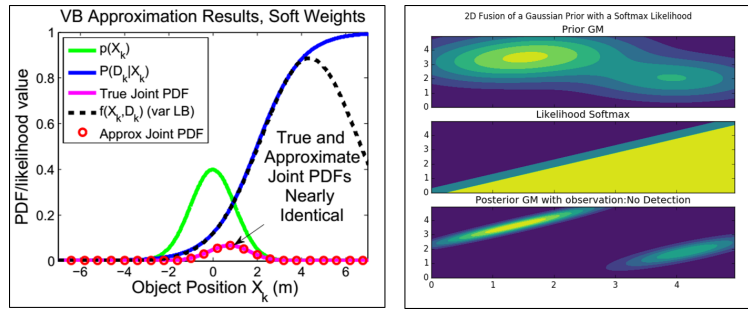 VB Approximation Results, Soft Weights
PDF/likelihood value
1
0.8
0.6
0.4
0.2
0
p(X_k)
P(D_k|X_k)
True Joint PDF
f(X_k,D_k) (var LB)
Approx Joint PDF
True and
Approximate
Joint PDFs
Nearly
Identical
-6 -4 -2 0 2 4 6
Object Position X_k (m)
2D Fusion of a Gaussian Prior with a Softmax Likelihood
Prior GM
4
3
2
1
0
Likelihood Softmax
4
3
2
1
0
Posterior GM with observation:No Detection
4
3
2
1
0
0 1 2 3 4